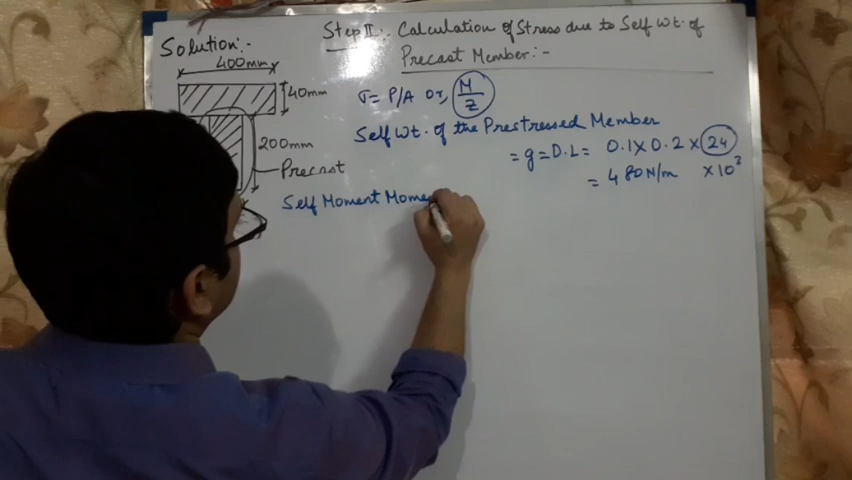 Solution:-
Step II:- Calculation of Stress due to Self Wt. of
Precast Member:-
400mm
40mm
σ= P/A or, M/Z
200mm
Self Wt. of the Prestressed Member
= g = D.L = 0.1 X 0.2 X 24
= 480 N/m X 10³
Precast
Self Moment Mome